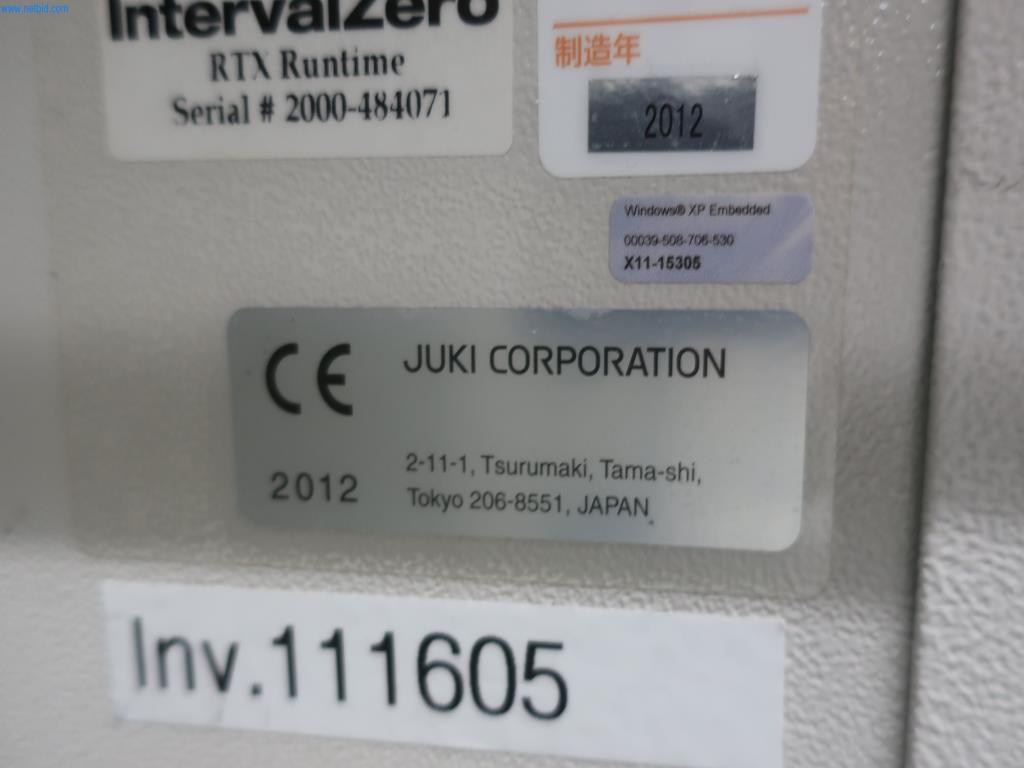 www.netbid.com
IntervalZero
RTX Runtime
Serial # 2000-484071
制造年
2012
Windows® XP Embedded
00039-508-706-530
X11-15305
CE
JUKI CORPORATION
2012
2-11-1, Tsurumaki, Tama-shi,
Tokyo 206-8551, JAPAN
Inv.111605